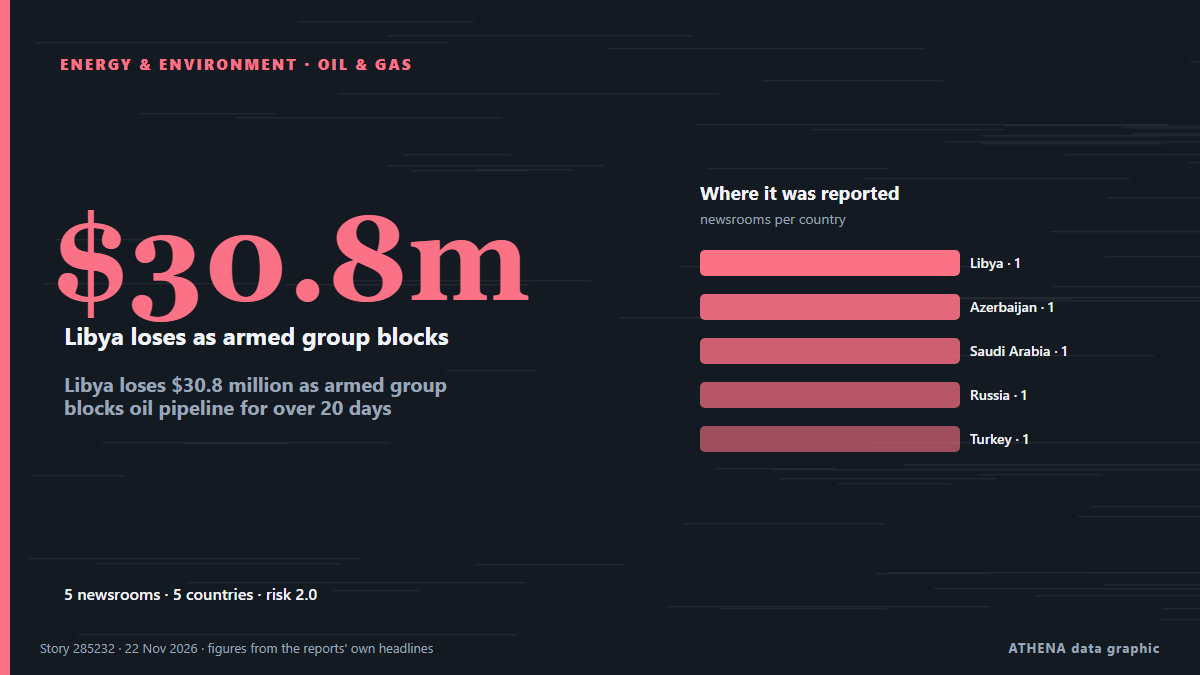 ENERGY & ENVIRONMENT · OIL & GAS
$30.8m
Libya loses as armed group blocks
Libya loses $30.8 million as armed group
blocks oil pipeline for over 20 days
Where it was reported
newsrooms per country
Libya · 1
Azerbaijan · 1
Saudi Arabia · 1
Russia · 1
Turkey · 1
5 newsrooms · 5 countries · risk 2.0
Story 285232 · 22 Nov 2026 · figures from the reports' own headlines
ATHENA data graphic